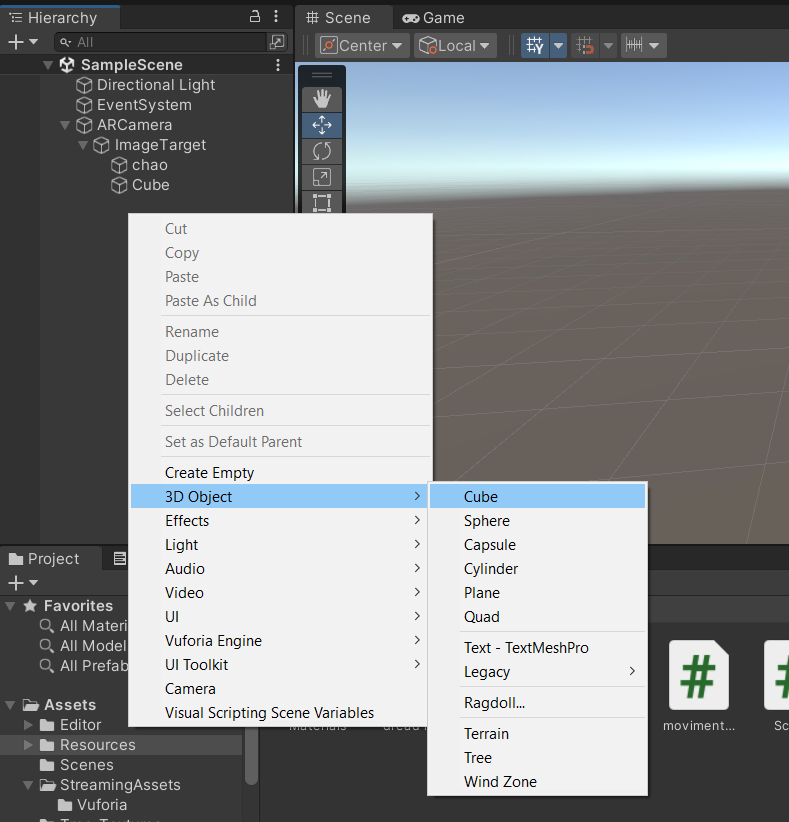 Hierarchy
All
SampleScene
Directional Light
EventSystem
ARCamera
ImageTarget
chao
Cube
Scene
Game
Center
Local
Cut
Copy
Paste
Paste As Child
Rename
Duplicate
Delete
Select Children
Set as Default Parent
Create Empty
3D Object
Effects
Light
Audio
Video
UI
Vuforia Engine
UI Toolkit
Camera
Visual Scripting Scene Variables
Cube
Sphere
Capsule
Cylinder
Plane
Quad
Text - TextMeshPro
Legacy
Ragdoll...
Terrain
Tree
Wind Zone
Project
Favorites
All Materi
All Model
All Prefab
Assets
Editor
Resources
Scenes
StreamingAssets
Vuforia
Materials
moviment...
Sc